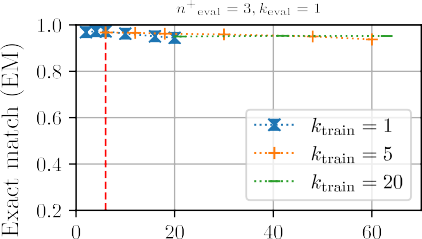 n⁺eval = 3, keval = 1
Exact match (EM)
1.0
0.8
0.6
0.4
0.2
0
20
40
60
ktrain = 1
ktrain = 5
ktrain = 20